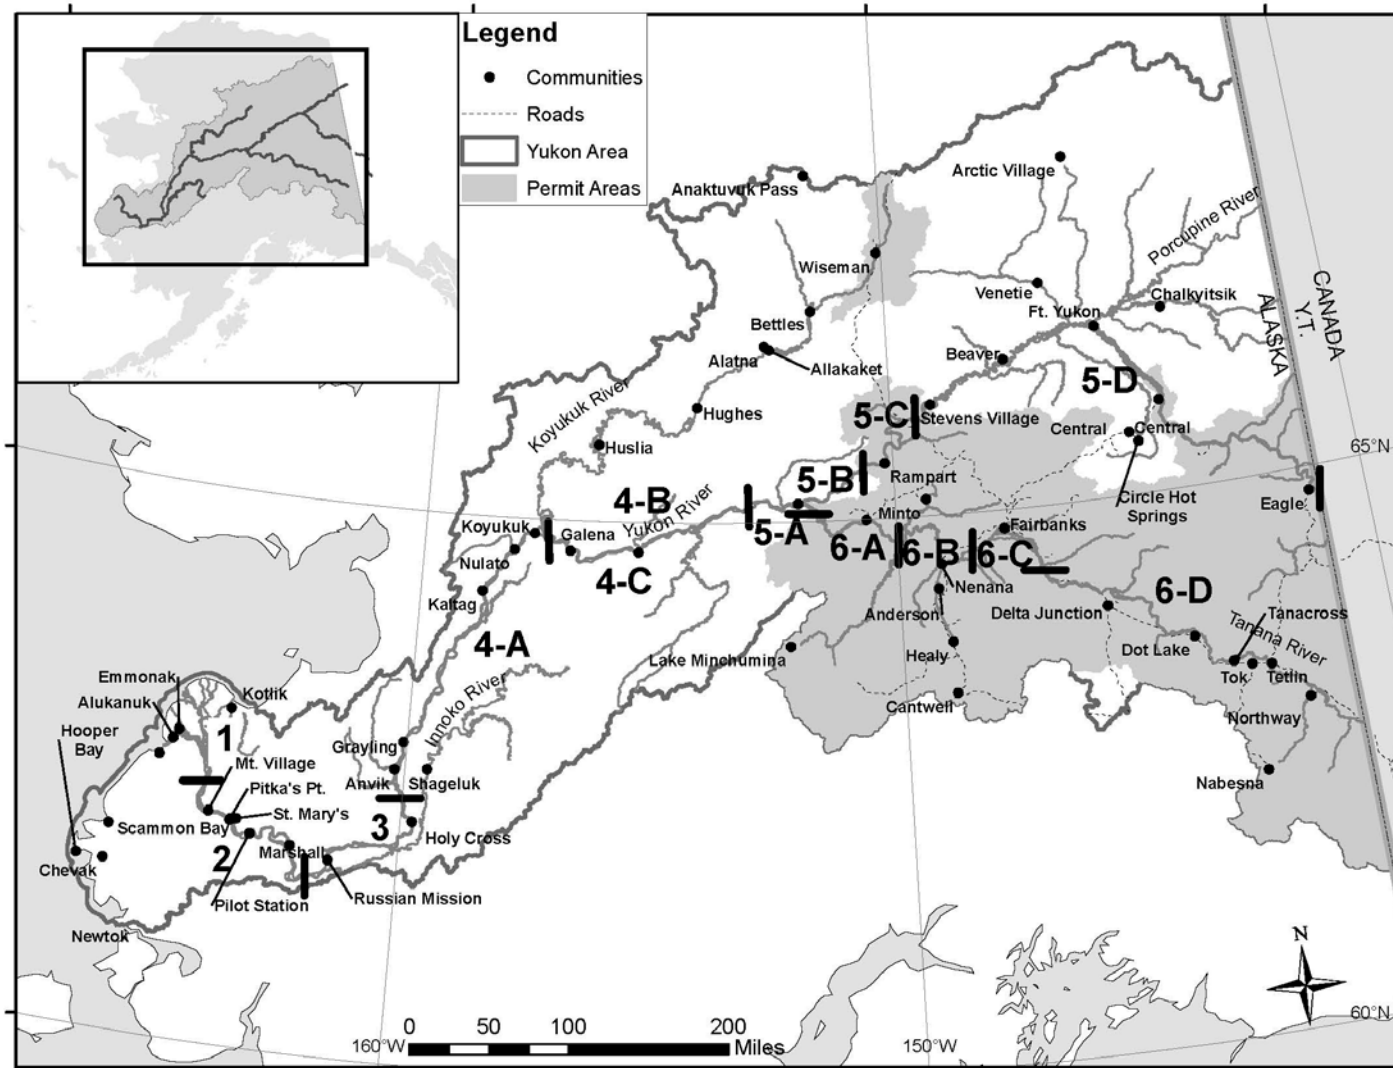 Legend
Communities
Roads
Yukon Area
Permit Areas
Arctic Village
Anaktuvuk Pass
Porcupine River
Wiseman
Venetie
Chalkyitsik
CANADA
Y.T.
ALASKA
Ft. Yukon
Bettles
Beaver
Alatna
Allakaket
5-D
Koyukuk River
Hughes
5-C
Stevens Village
Central
Central
65°N
Huslia
5-B
Rampart
4-B
Yukon River
Circle Hot
Springs
Eagle
Minto
Koyukuk
Galena
5-A
6-A
6-B
6-C
Fairbanks
Nulato
4-C
Nenana
Kaltag
Anderson
Delta Junction
6-D
Tanacross
Tanana River
4-A
Lake Minchumina
Healy
Dot Lake
Tok
Tetlin
Emmonak
Kotlik
Innoko River
Cantwell
Northway
Alukanuk
Hooper
Bay
1
Grayling
Mt. Village
Anvik
Shageluk
Nabesna
Pitka's Pt.
St. Mary's
Scammon Bay
3
Holy Cross
2
Marshall
Chevak
Pilot Station
Russian Mission
Newtok
N
60°N
0
50
100
200
Miles
160°W
150°W